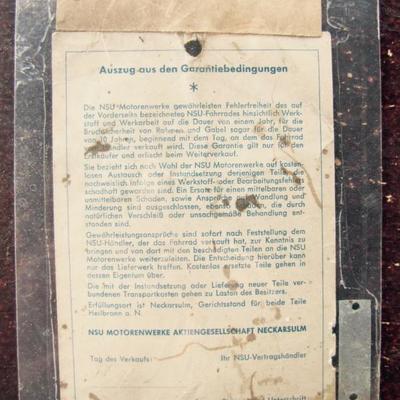 Auszug aus den Garantiebedingungen
*
Die NSU Motorenwerke gewährleisten Fehlerfreiheit des auf
der Vorderseite bezeichneten NSU-Fahrrades hinsichtlich Werk-
stoff und Werkarbeit auf die Dauer von einem Jahr, für die
Bruchsicherheit von Rahmen und Gabel sogar für die Dauer
von 10 Jahren, beginnend mit dem Tag, an dem das Fahrrad
vom Händler verkauft wird. Diese Garantie gilt nur für den
Erstkäufer und erlischt beim Weiterverkauf.
Sie bezieht sich nach Wahl der NSU Motorenwerke auf kosten-
losen Austausch oder Instandsetzung derjenigen Teile die
nachweislich infolge eines Werkstoff- oder Bearbeitungsfehlers
schadhaft geworden sind. Ein Ersatz für einen mittelbaren oder
unmittelbaren Schaden, sowie Ansprüche auf Wandlung und
Minderung sind ausgeschlossen, ebenso Schäden, die durch
natürlichen Verschleiß oder unsachgemäße Behandlung ent-
standen sind.
Gewährleistungsansprüche sind sofort nach Feststellung dem
NSU-Händler, der das Fahrrad verkauft hat, zur Kenntnis zu
bringen und von dort mit den beschädigten Teilen an die NSU
Motorenwerke weiterzuleiten. Die Entscheidung hierüber kann
nur das Lieferwerk treffen. Kostenlos ersetzte Teile gehen in
dessen Eigentum über.
Die mit der Instandsetzung oder Lieferung neuer Teile ver-
bundenen Transportkosten gehen zu Lasten des Besitzers.
Erfüllungsort ist Neckarsulm, Gerichtsstand für beide Teile
Heilbronn a. N.
NSU MOTORENWERKE AKTIENGESELLSCHAFT NECKARSULM
Tag des Verkaufs: Ihr NSU-Vertragshändler
Unterschrift